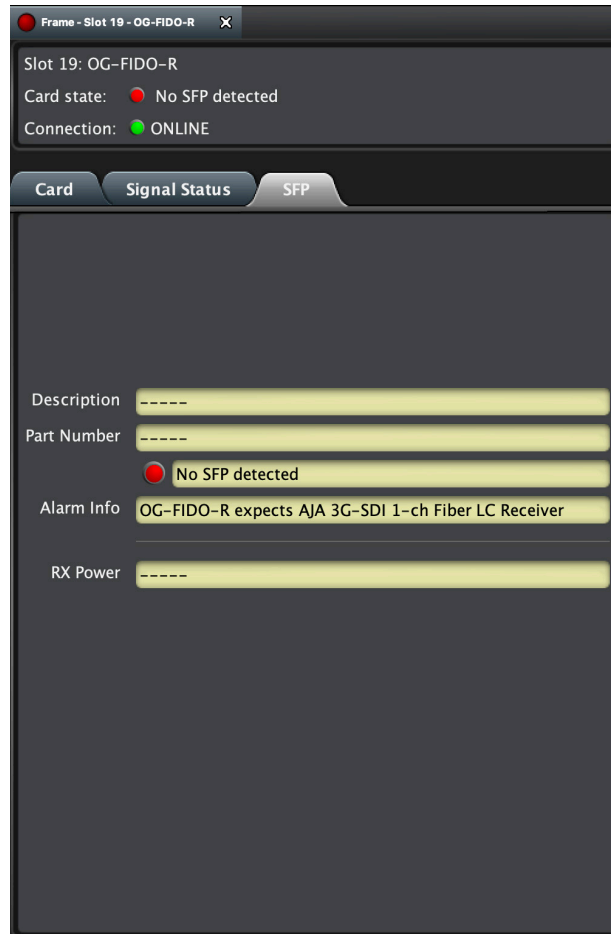 Frame - Slot 19 - OG-FIDO-R X
Slot 19: OG-FIDO-R
Card state: No SFP detected
Connection: ONLINE
Card Signal Status SFP
Description -----
Part Number -----
No SFP detected
Alarm Info OG-FIDO-R expects AJA 3G-SDI 1-ch Fiber LC Receiver
RX Power -----